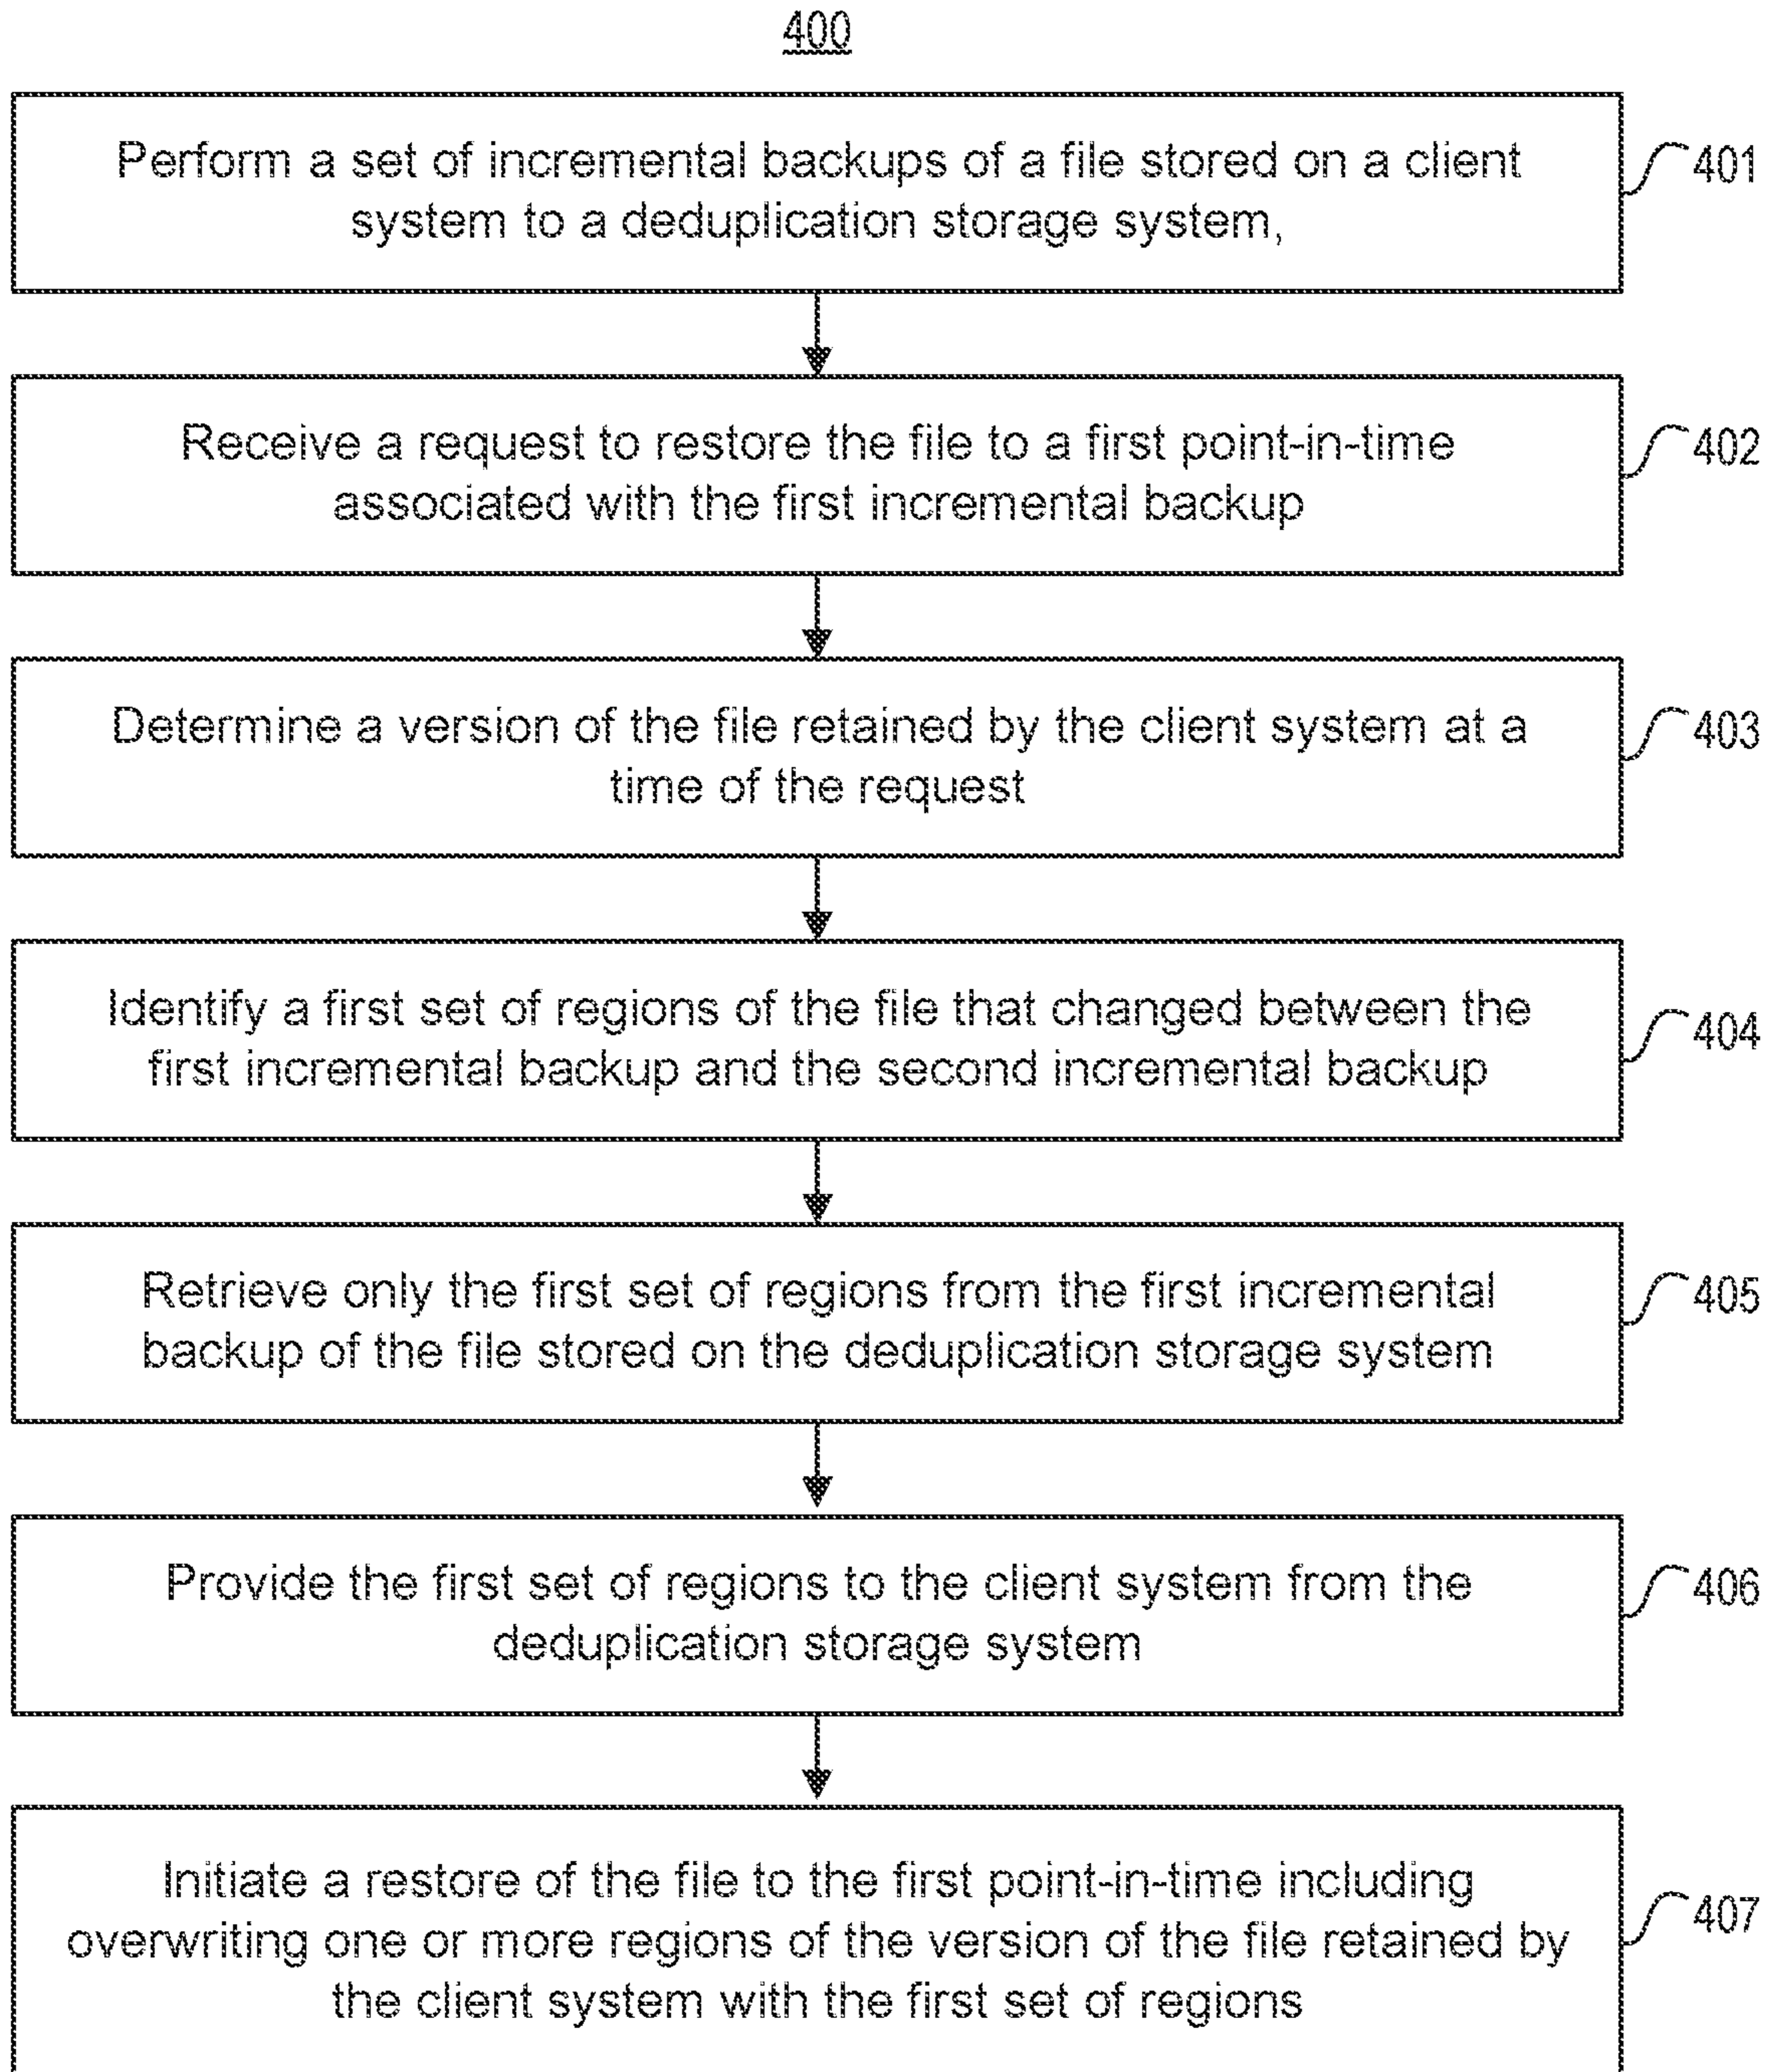 400
Perform a set of incremental backups of a file stored on a client
system to a deduplication storage system,
401
Receive a request to restore the file to a first point-in-time
associated with the first incremental backup
402
Determine a version of the file retained by the client system at a
time of the request
403
Identify a first set of regions of the file that changed between the
first incremental backup and the second incremental backup
404
Retrieve only the first set of regions from the first incremental
backup of the file stored on the deduplication storage system
405
Provide the first set of regions to the client system from the
deduplication storage system
406
Initiate a restore of the file to the first point-in-time including
overwriting one or more regions of the version of the file retained by
the client system with the first set of regions
407